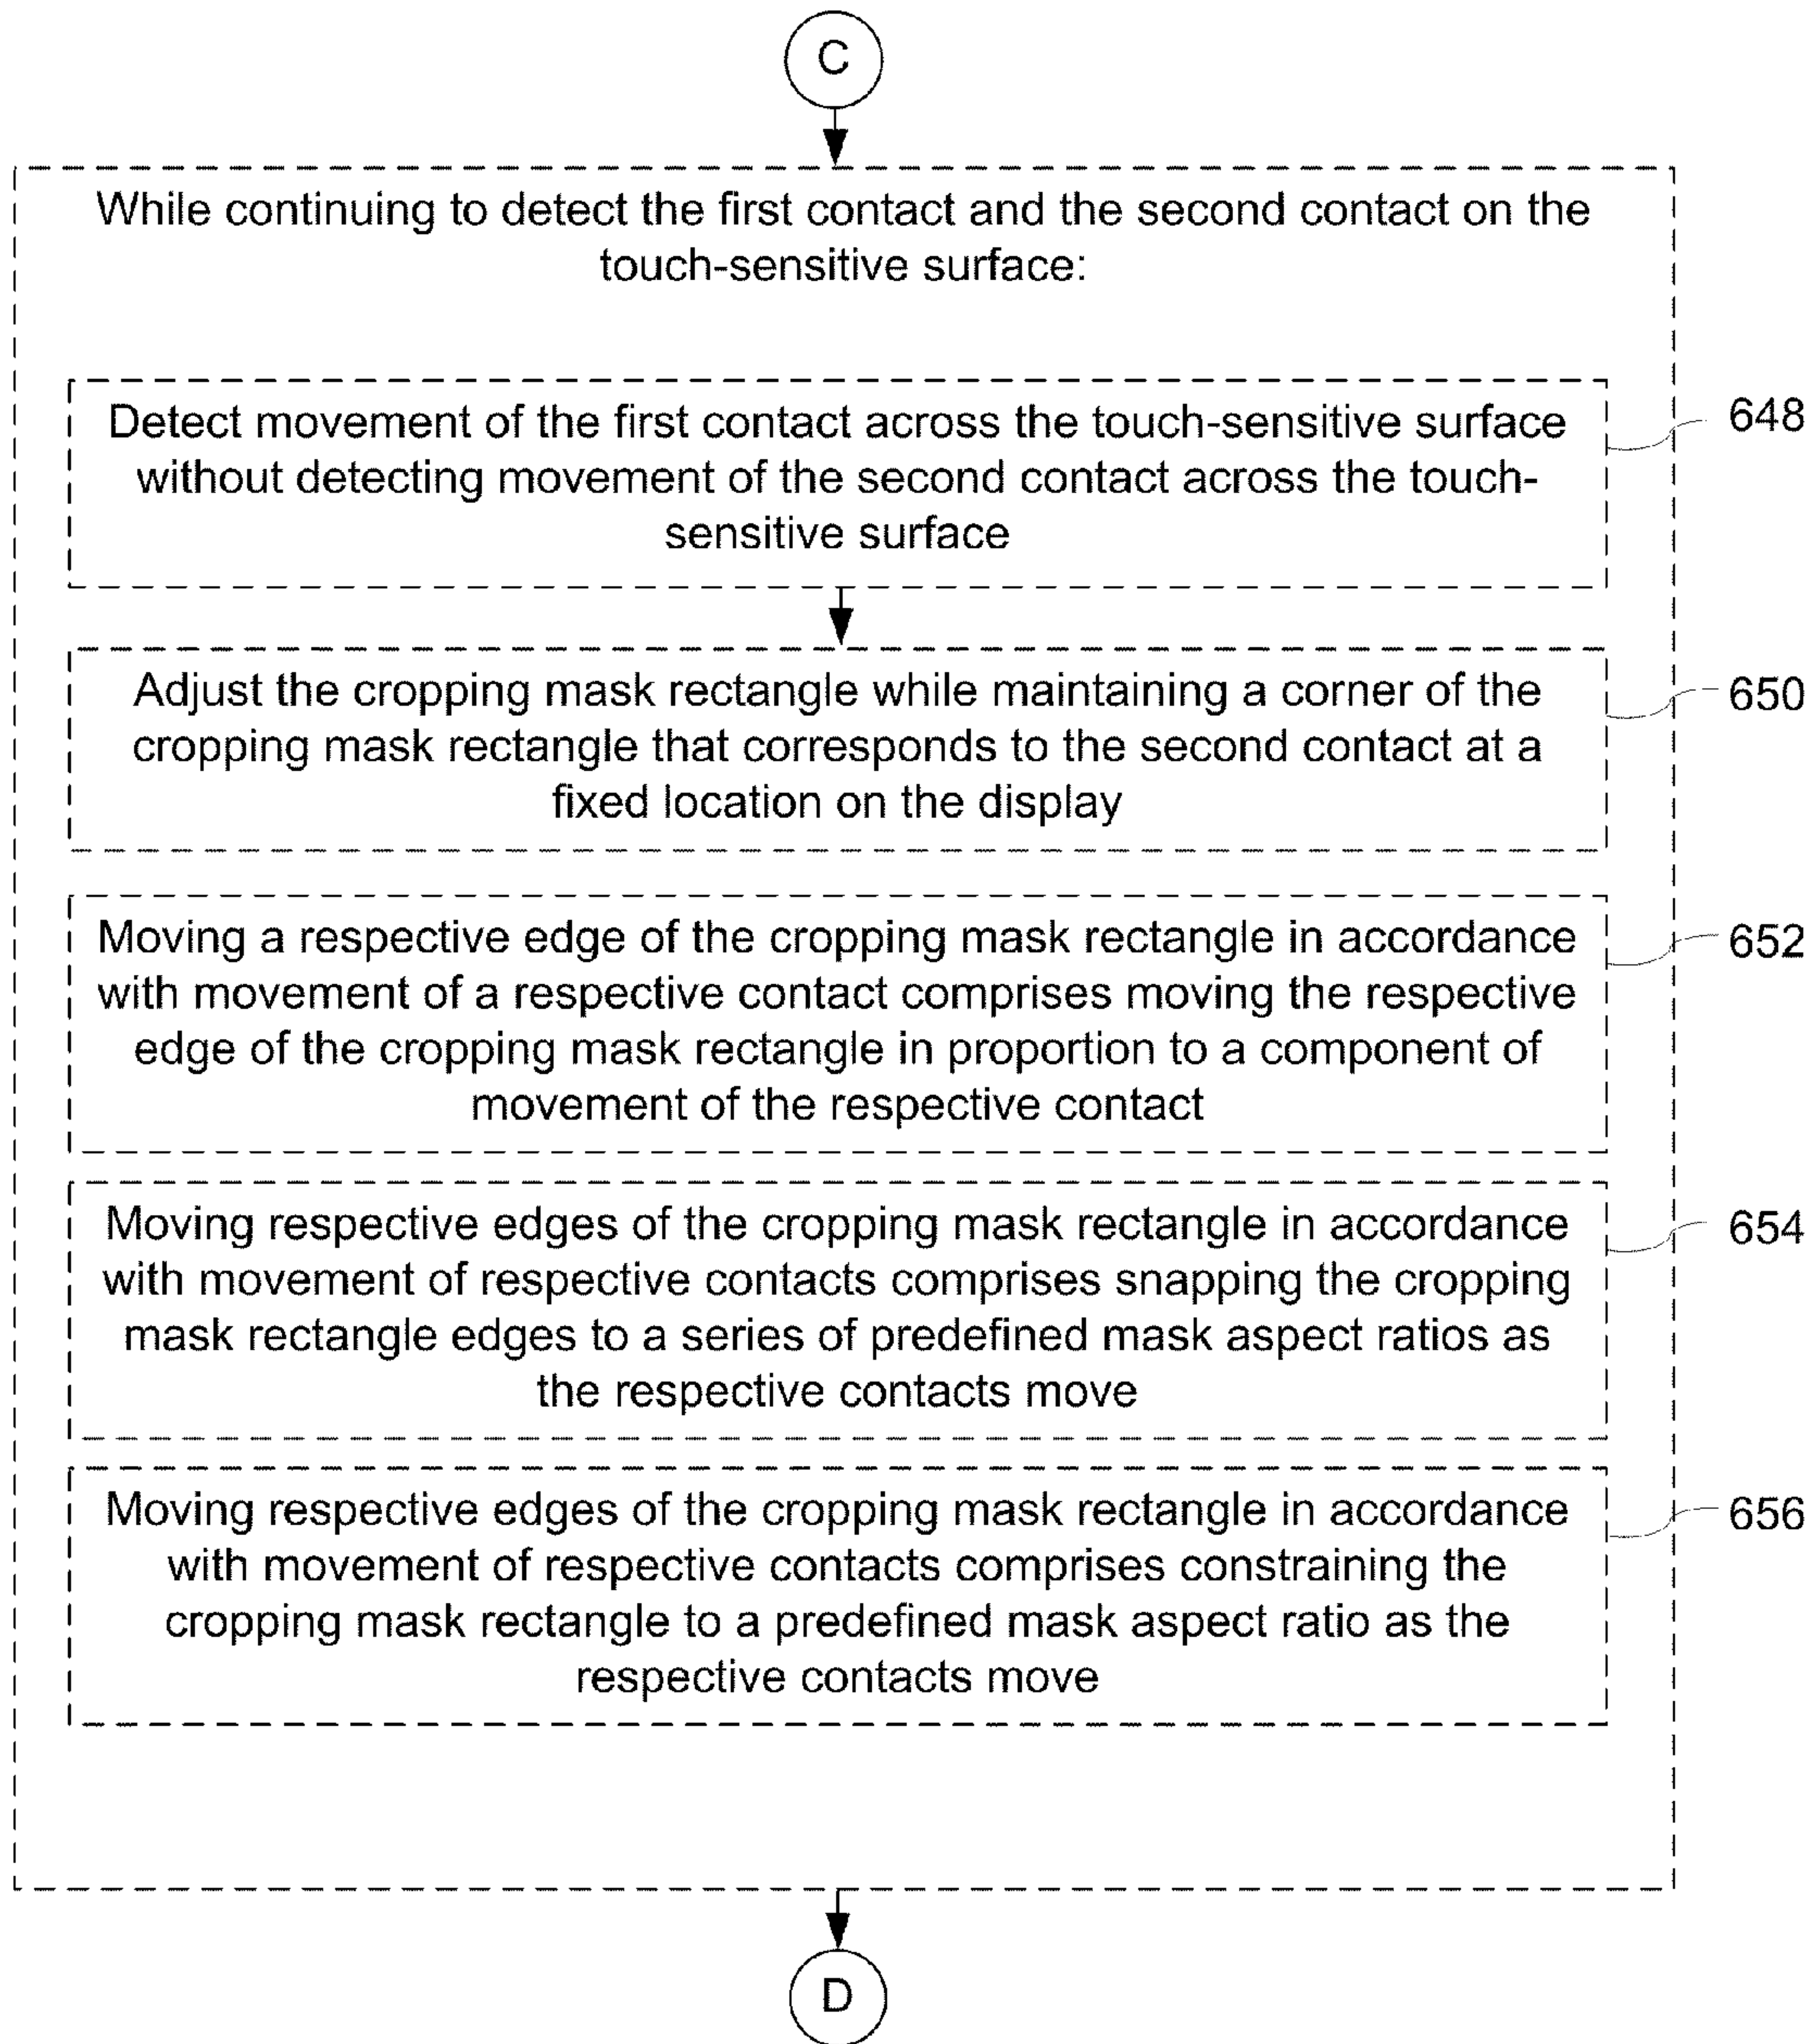 C
While continuing to detect the first contact and the second contact on the
touch-sensitive surface:
Detect movement of the first contact across the touch-sensitive surface
without detecting movement of the second contact across the touch-
sensitive surface
648
Adjust the cropping mask rectangle while maintaining a corner of the
cropping mask rectangle that corresponds to the second contact at a
fixed location on the display
650
Moving a respective edge of the cropping mask rectangle in accordance
with movement of a respective contact comprises moving the respective
edge of the cropping mask rectangle in proportion to a component of
movement of the respective contact
652
Moving respective edges of the cropping mask rectangle in accordance
with movement of respective contacts comprises snapping the cropping
mask rectangle edges to a series of predefined mask aspect ratios as
the respective contacts move
654
Moving respective edges of the cropping mask rectangle in accordance
with movement of respective contacts comprises constraining the
cropping mask rectangle to a predefined mask aspect ratio as the
respective contacts move
656
D